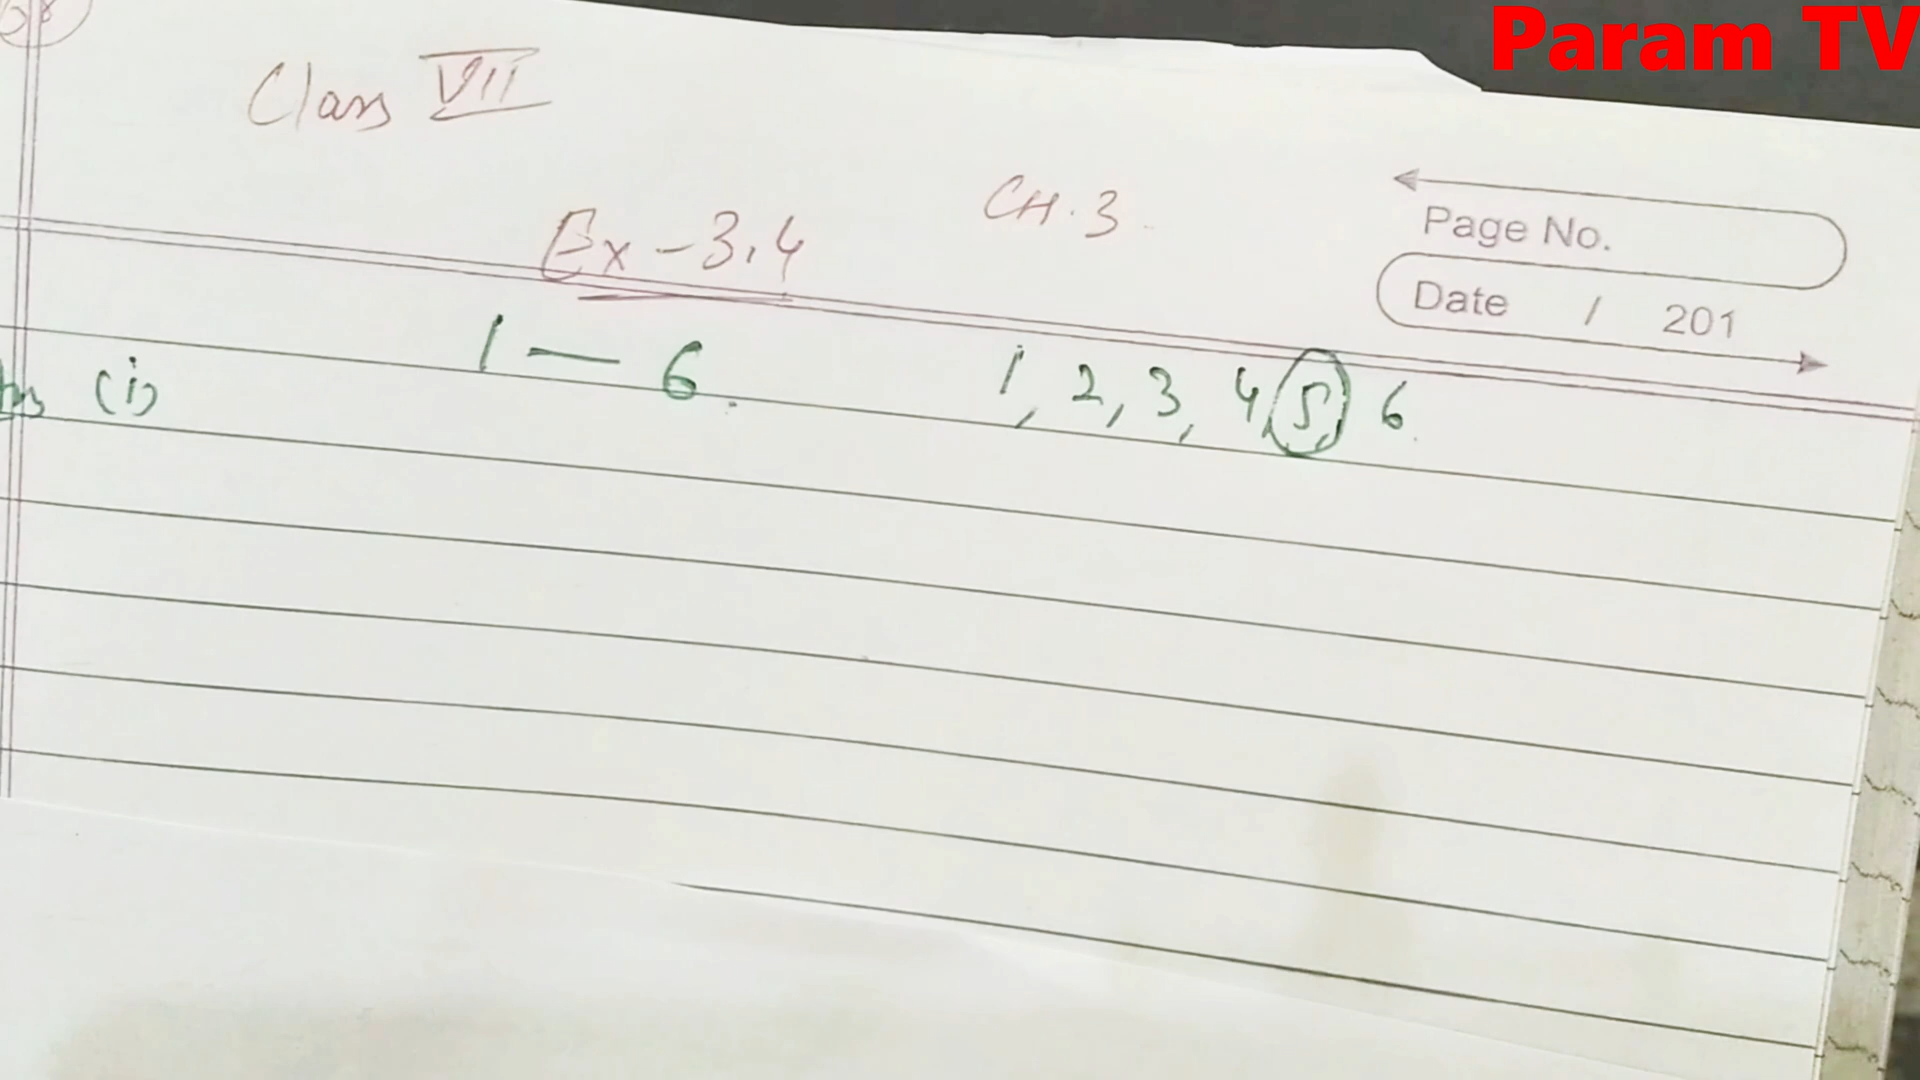 Param TV
Class VII
CH.3
Ex-3.4
Page No.
Date / 201
1 — 6.
1, 2, 3, 4, 5, 6.
Ans (i)